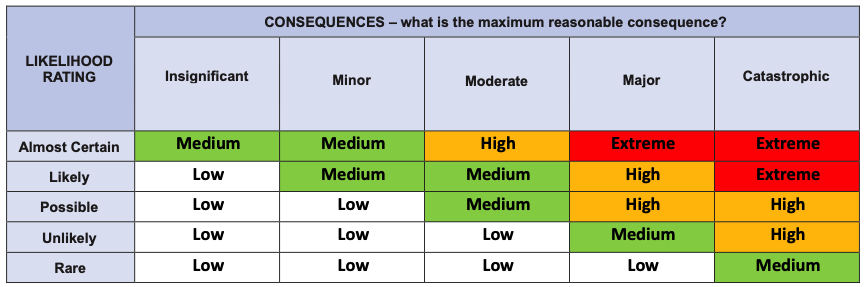 CONSEQUENCES – what is the maximum reasonable consequence?
LIKELIHOOD
RATING
Insignificant Minor Moderate Major Catastrophic
Almost Certain Medium Medium High Extreme Extreme
Likely Low Medium Medium High Extreme
Possible Low Low Medium High High
Unlikely Low Low Low Medium High
Rare Low Low Low Low Medium